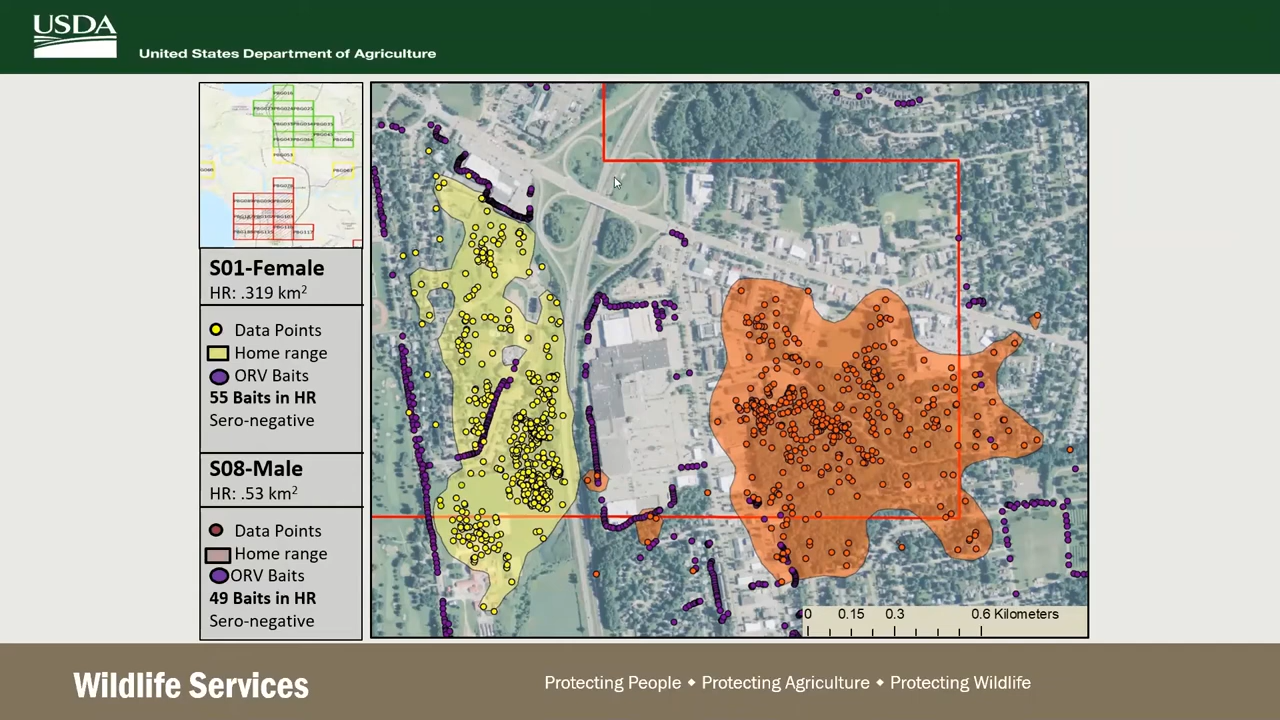 USDA
United States Department of Agriculture
S01-Female
HR: .319 km²
Data Points
Home range
ORV Baits
55 Baits in HR
Sero-negative
S08-Male
HR: .53 km²
Data Points
Home range
ORV Baits
49 Baits in HR
Sero-negative
0 0.15 0.3 0.6 Kilometers
Wildlife Services
Protecting People ◆ Protecting Agriculture ◆ Protecting Wildlife